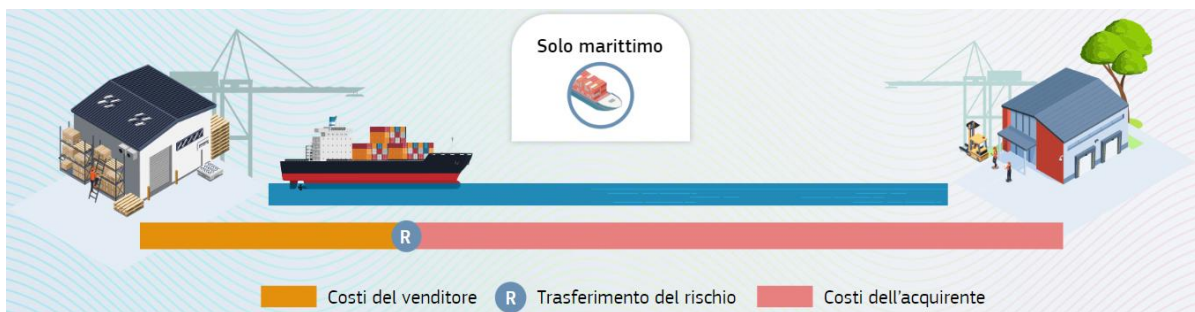 Solo marittimo
R
Costi del venditore
R
Trasferimento del rischio
Costi dell'acquirente